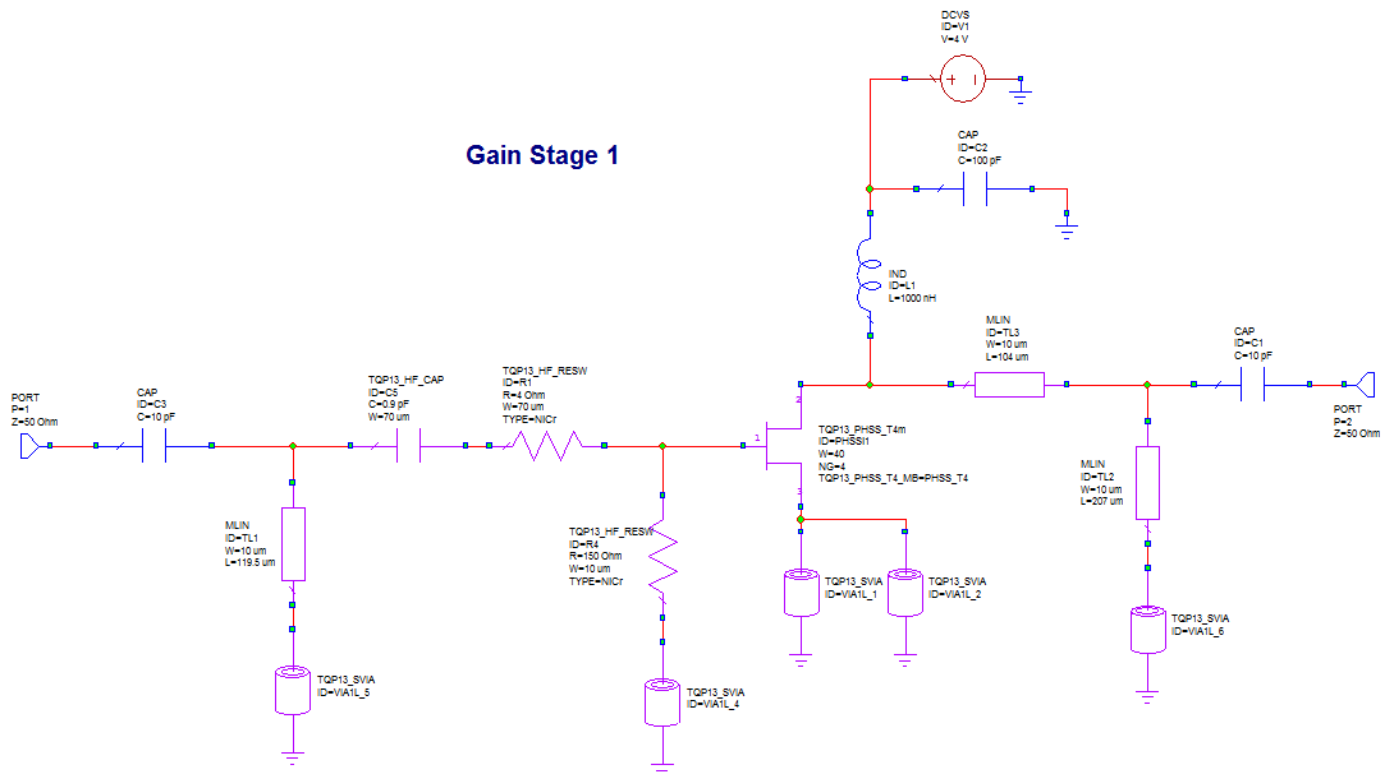 DCVS
ID=V1
V=4 V
+
Gain Stage 1
CAP
ID=C2
C=100 pF
IND
ID=L1
L=1000 nH
MLIN
ID=TL3
W=10 um
L=104 um
CAP
ID=C1
C=10 pF
PORT
P=1
Z=50 Ohm
CAP
ID=C3
C=10 pF
TQP13_HF_CAP
ID=C5
C=0.9 pF
W=70 um
TQP13_HF_RESW
ID=R1
R=4 Ohm
W=70 um
TYPE=NICr
PORT
P=2
Z=50 Ohm
1
2
3
TQP13_PHSS_T4m
ID=PHSSI1
W=40
NG=4
TQP13_PHSS_T4_MB=PHSS_T4
MLIN
ID=TL2
W=10 um
L=207 um
MLIN
ID=TL1
W=10 um
L=119.5 um
TQP13_HF_RESW
ID=R4
R=150 Ohm
W=10 um
TYPE=NICr
TQP13_SVIA
ID=VIA1L_1
TQP13_SVIA
ID=VIA1L_2
TQP13_SVIA
ID=VIA1L_6
TQP13_SVIA
ID=VIA1L_5
TQP13_SVIA
ID=VIA1L_4